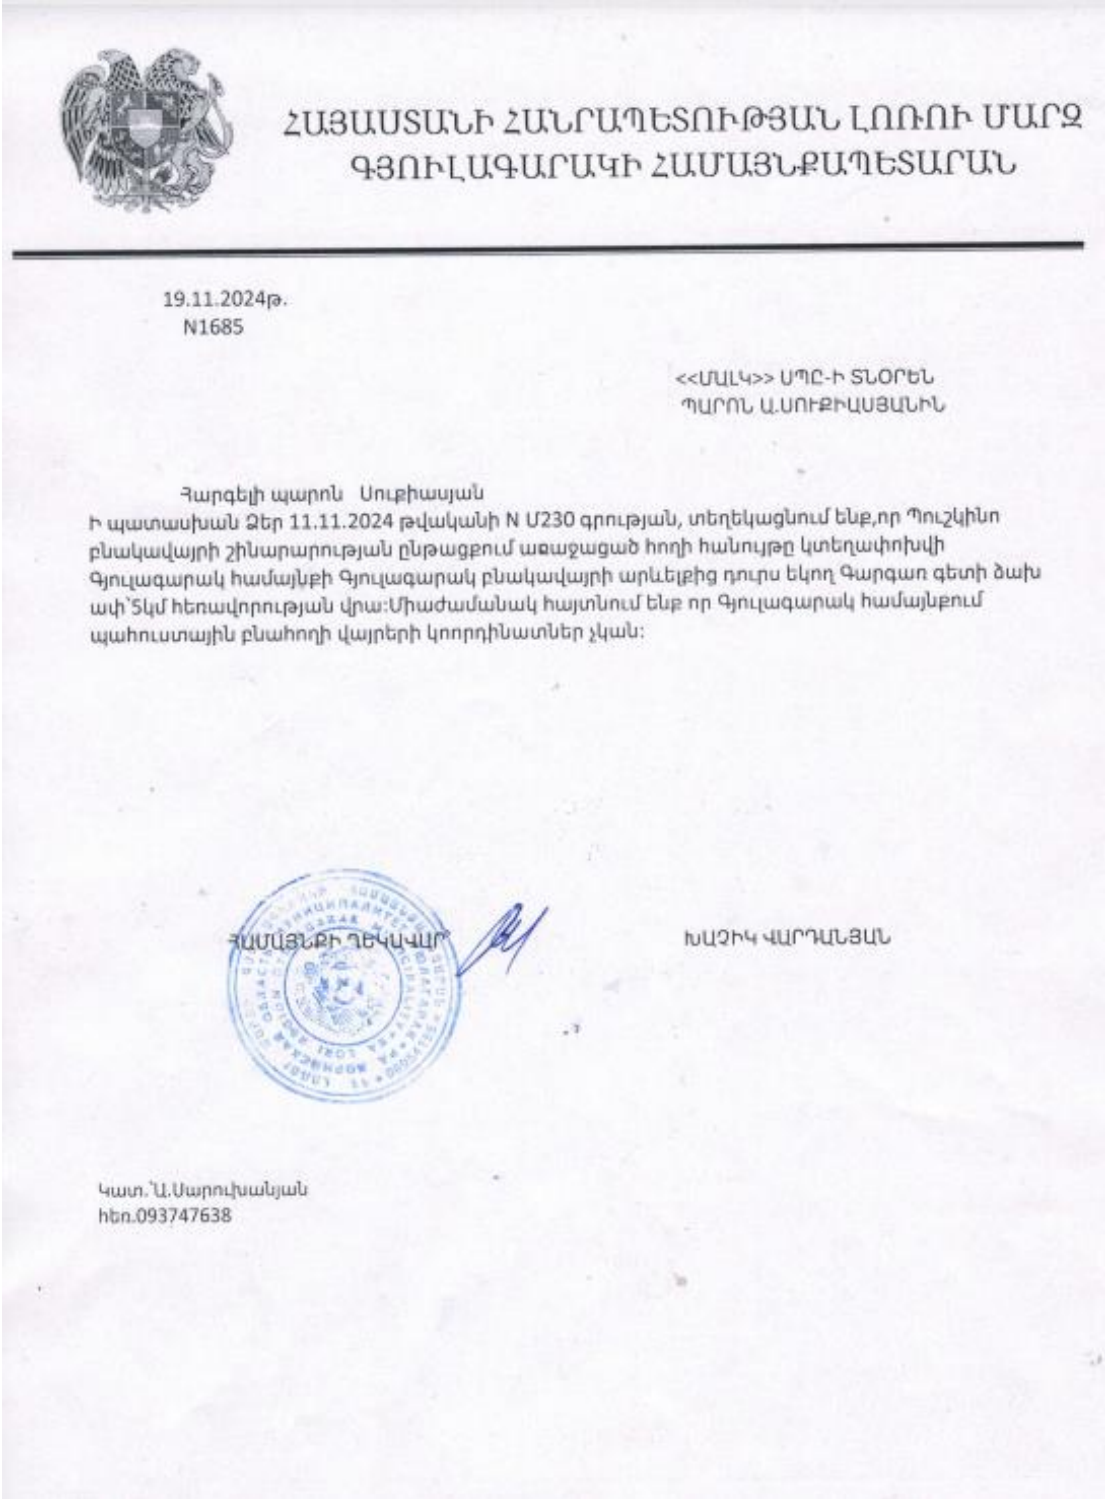 ՀԱՅԱՍՏԱՆԻ ՀԱՆՐԱՊԵՏՈՒԹՅԱՆ ԼՈՌՈՒ ՄԱՐԶ
ԳՅՈՒԼԱԳԱՐԱԿԻ ՀԱՄԱՅՆՔԱՊԵՏԱՐԱՆ
19.11.2024թ.
N1685
<<ՄԱԼԿ>> ՍՊԸ-Ի ՏՆՕՐԵՆ
ՊԱՐՈՆ Ա.ՍՈՒՔԻԱՍՅԱՆԻՆ
Հարգելի պարոն Սուքիասյան
Ի պատասխան Ձեր 11.11.2024 թվականի N Մ230 գրության, տեղեկացնում ենք,որ Պուշկինո
բնակավայրի շինարարության ընթացքում առաջացած հողի հանույթը կտեղափոխվի
Գյուլագարակ համայնքի Գյուլագարակ բնակավայրի արևելքից դուրս եկող Գարգառ գետի ձախ
ափ՝5կմ հեռավորության վրա:Միաժամանակ հայտնում ենք որ Գյուլագարակ համայնքում
պահուստային բնահողի վայրերի կոորդինատներ չկան:
ՀԱՄԱՅՆՔԻ ՂԵԿԱՎԱՐ՝ ԽԱՉԻԿ ՎԱՐԴԱՆՅԱՆ
Կատ.՝Ա.Սարուխանյան
հեռ.093747638